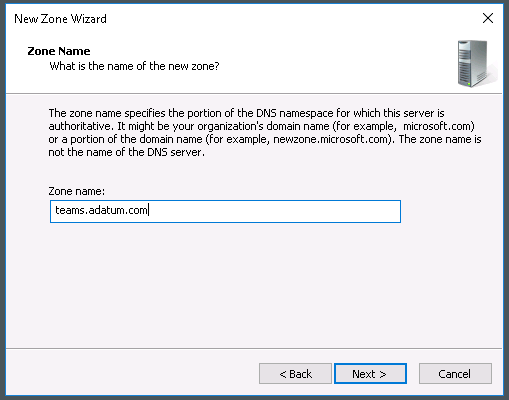 New Zone Wizard
Zone Name
What is the name of the new zone?
The zone name specifies the portion of the DNS namespace for which this server is
authoritative. It might be your organization's domain name (for example, microsoft.com)
or a portion of the domain name (for example, newzone.microsoft.com). The zone name is
not the name of the DNS server.
Zone name:
teams.adatum.com
< Back
Next >
Cancel